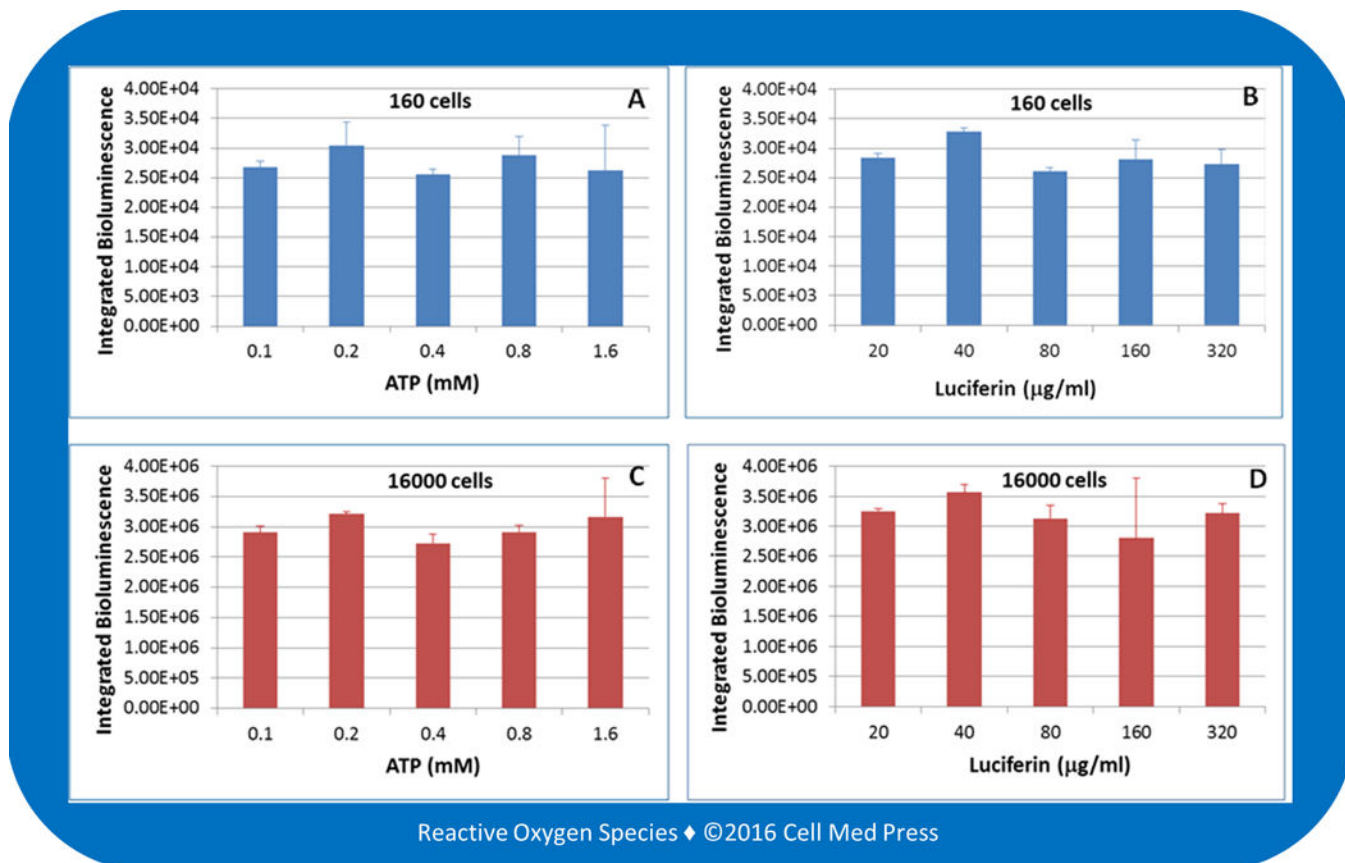 A
160 cells
Integrated Bioluminescence
4.00E+04
3.50E+04
3.00E+04
2.50E+04
2.00E+04
1.50E+04
1.00E+04
5.00E+03
0.00E+00
0.1 0.2 0.4 0.8 1.6
ATP (mM)
B
160 cells
Integrated Bioluminescence
4.00E+04
3.50E+04
3.00E+04
2.50E+04
2.00E+04
1.50E+04
1.00E+04
5.00E+03
0.00E+00
20 40 80 160 320
Luciferin (μg/ml)
C
16000 cells
Integrated Bioluminescence
4.00E+06
3.50E+06
3.00E+06
2.50E+06
2.00E+06
1.50E+06
1.00E+06
5.00E+05
0.00E+00
0.1 0.2 0.4 0.8 1.6
ATP (mM)
D
16000 cells
Integrated Bioluminescence
4.00E+06
3.50E+06
3.00E+06
2.50E+06
2.00E+06
1.50E+06
1.00E+06
5.00E+05
0.00E+00
20 40 80 160 320
Luciferin (μg/ml)
Reactive Oxygen Species ♦ ©2016 Cell Med Press